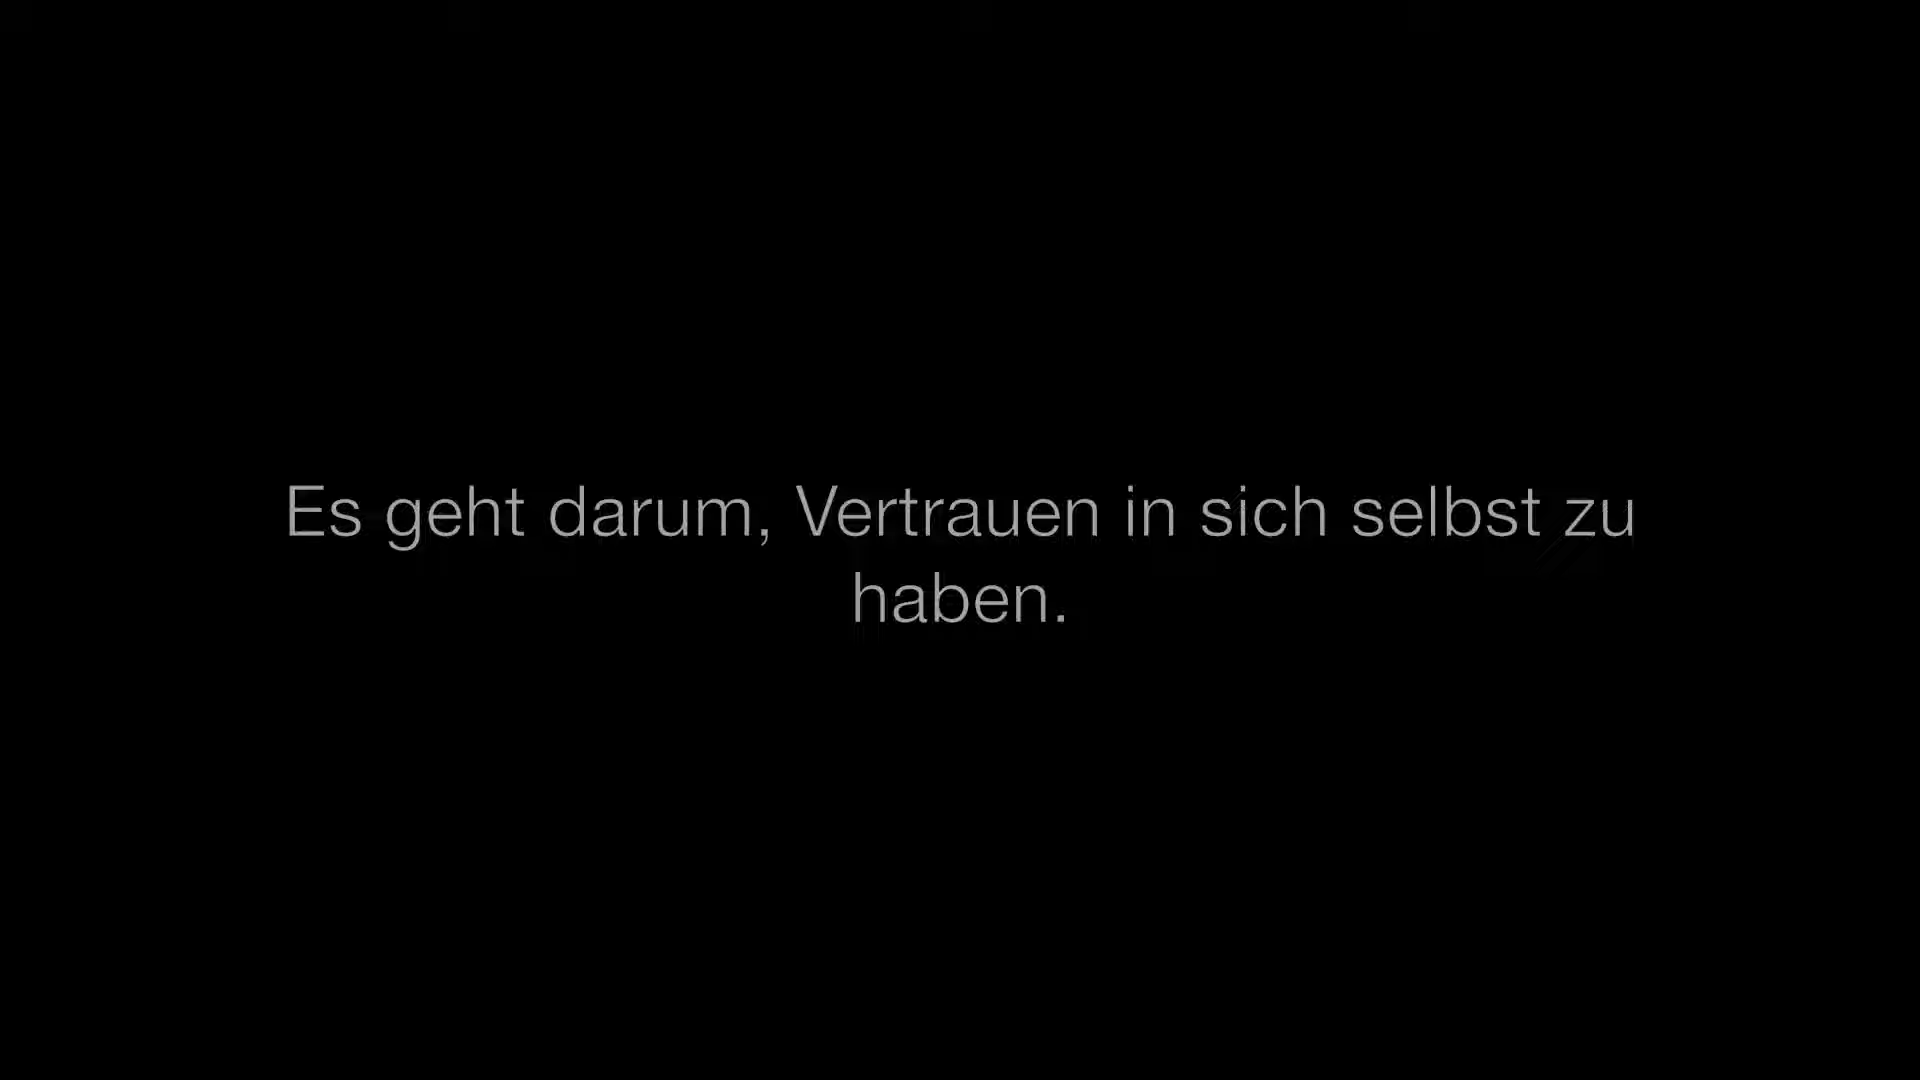 Es geht darum, Vertrauen in sich selbst zu
haben.